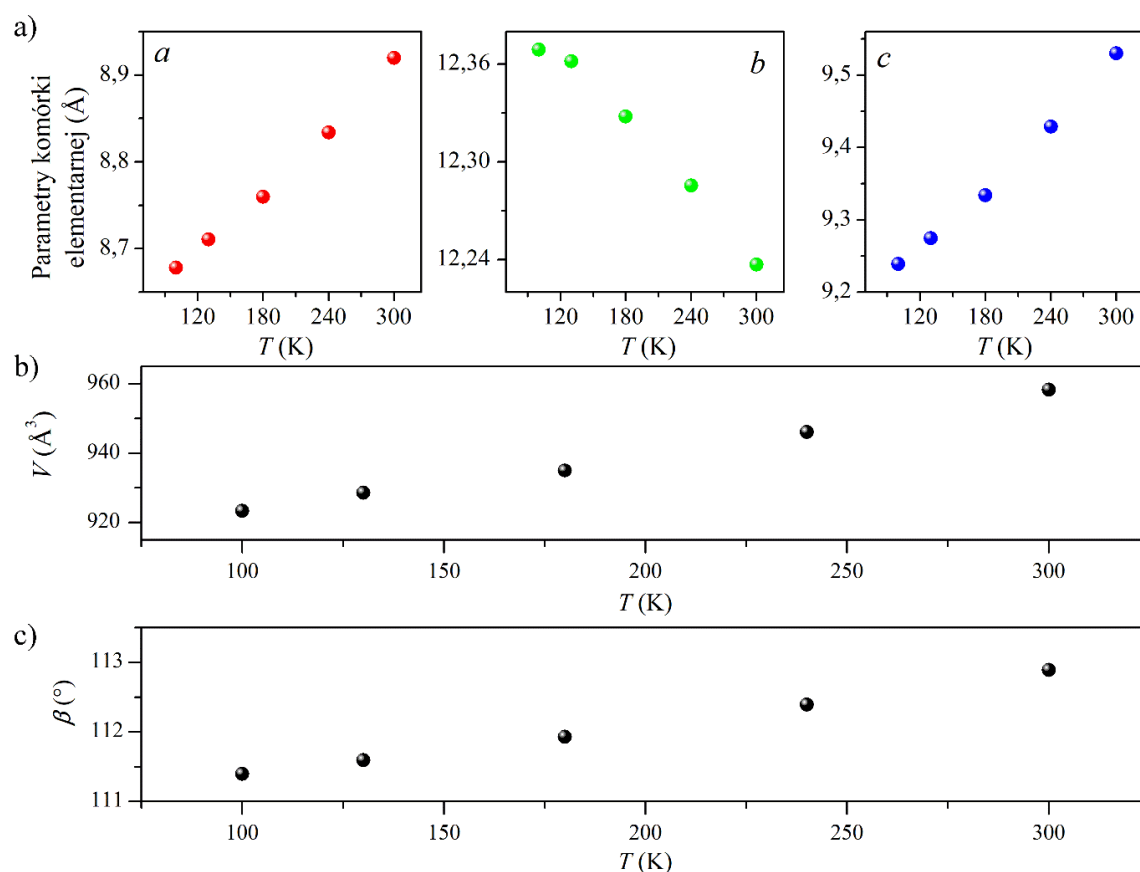 a)
Parametry komórki
elementarnej (Å)
a
8,9
8,8
8,7
120 180 240 300
T (K)
b
12,36
12,30
12,24
120 180 240 300
T (K)
c
9,5
9,4
9,3
9,2
120 180 240 300
T (K)
b)
V (Å³)
960
940
920
100 150 200 250 300
T (K)
c)
β (°)
113
112
111
100 150 200 250 300
T (K)